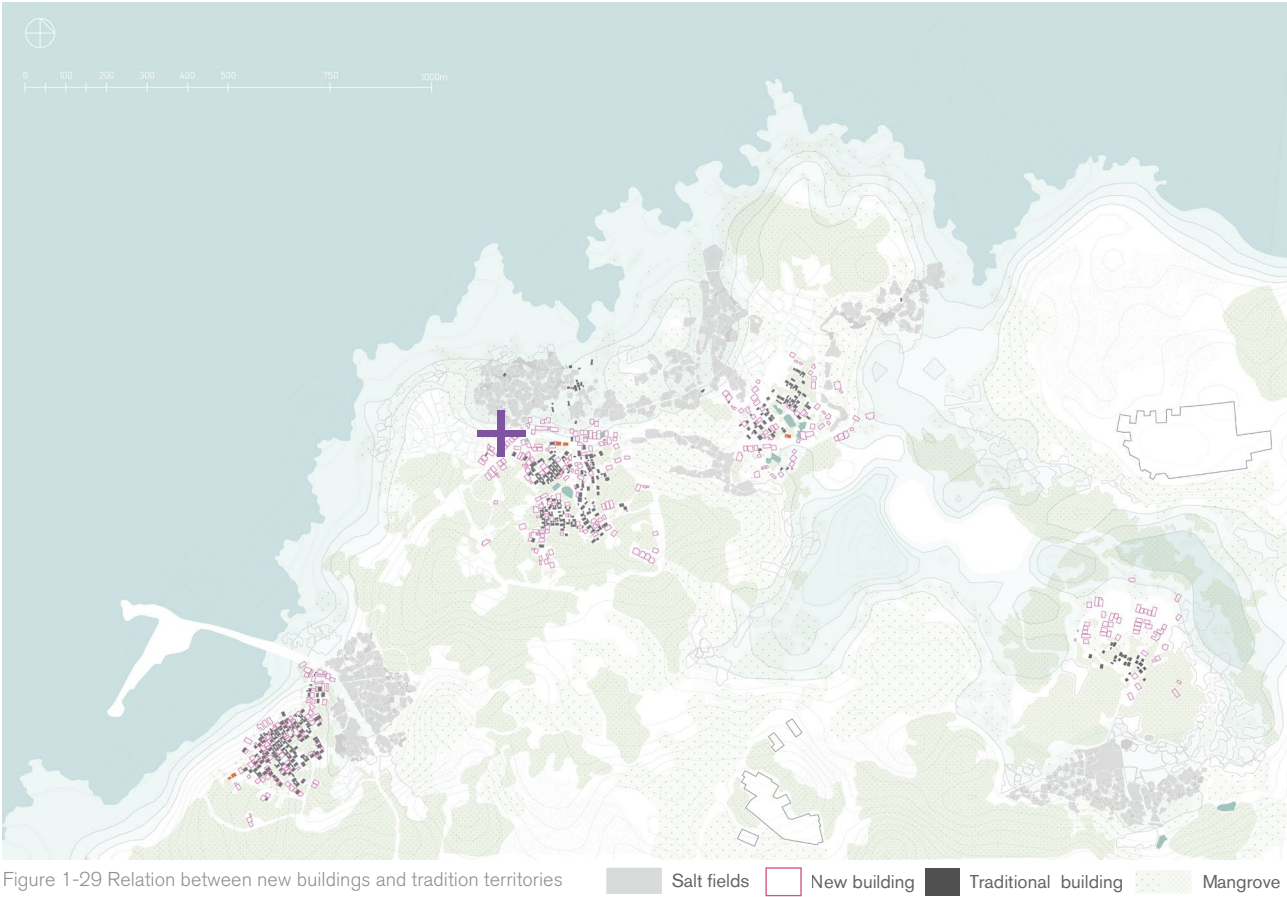 0 100 200 300 400 500 750 1000m
Figure 1-29 Relation between new buildings and tradition territories
Salt fields New building Traditional building Mangrove